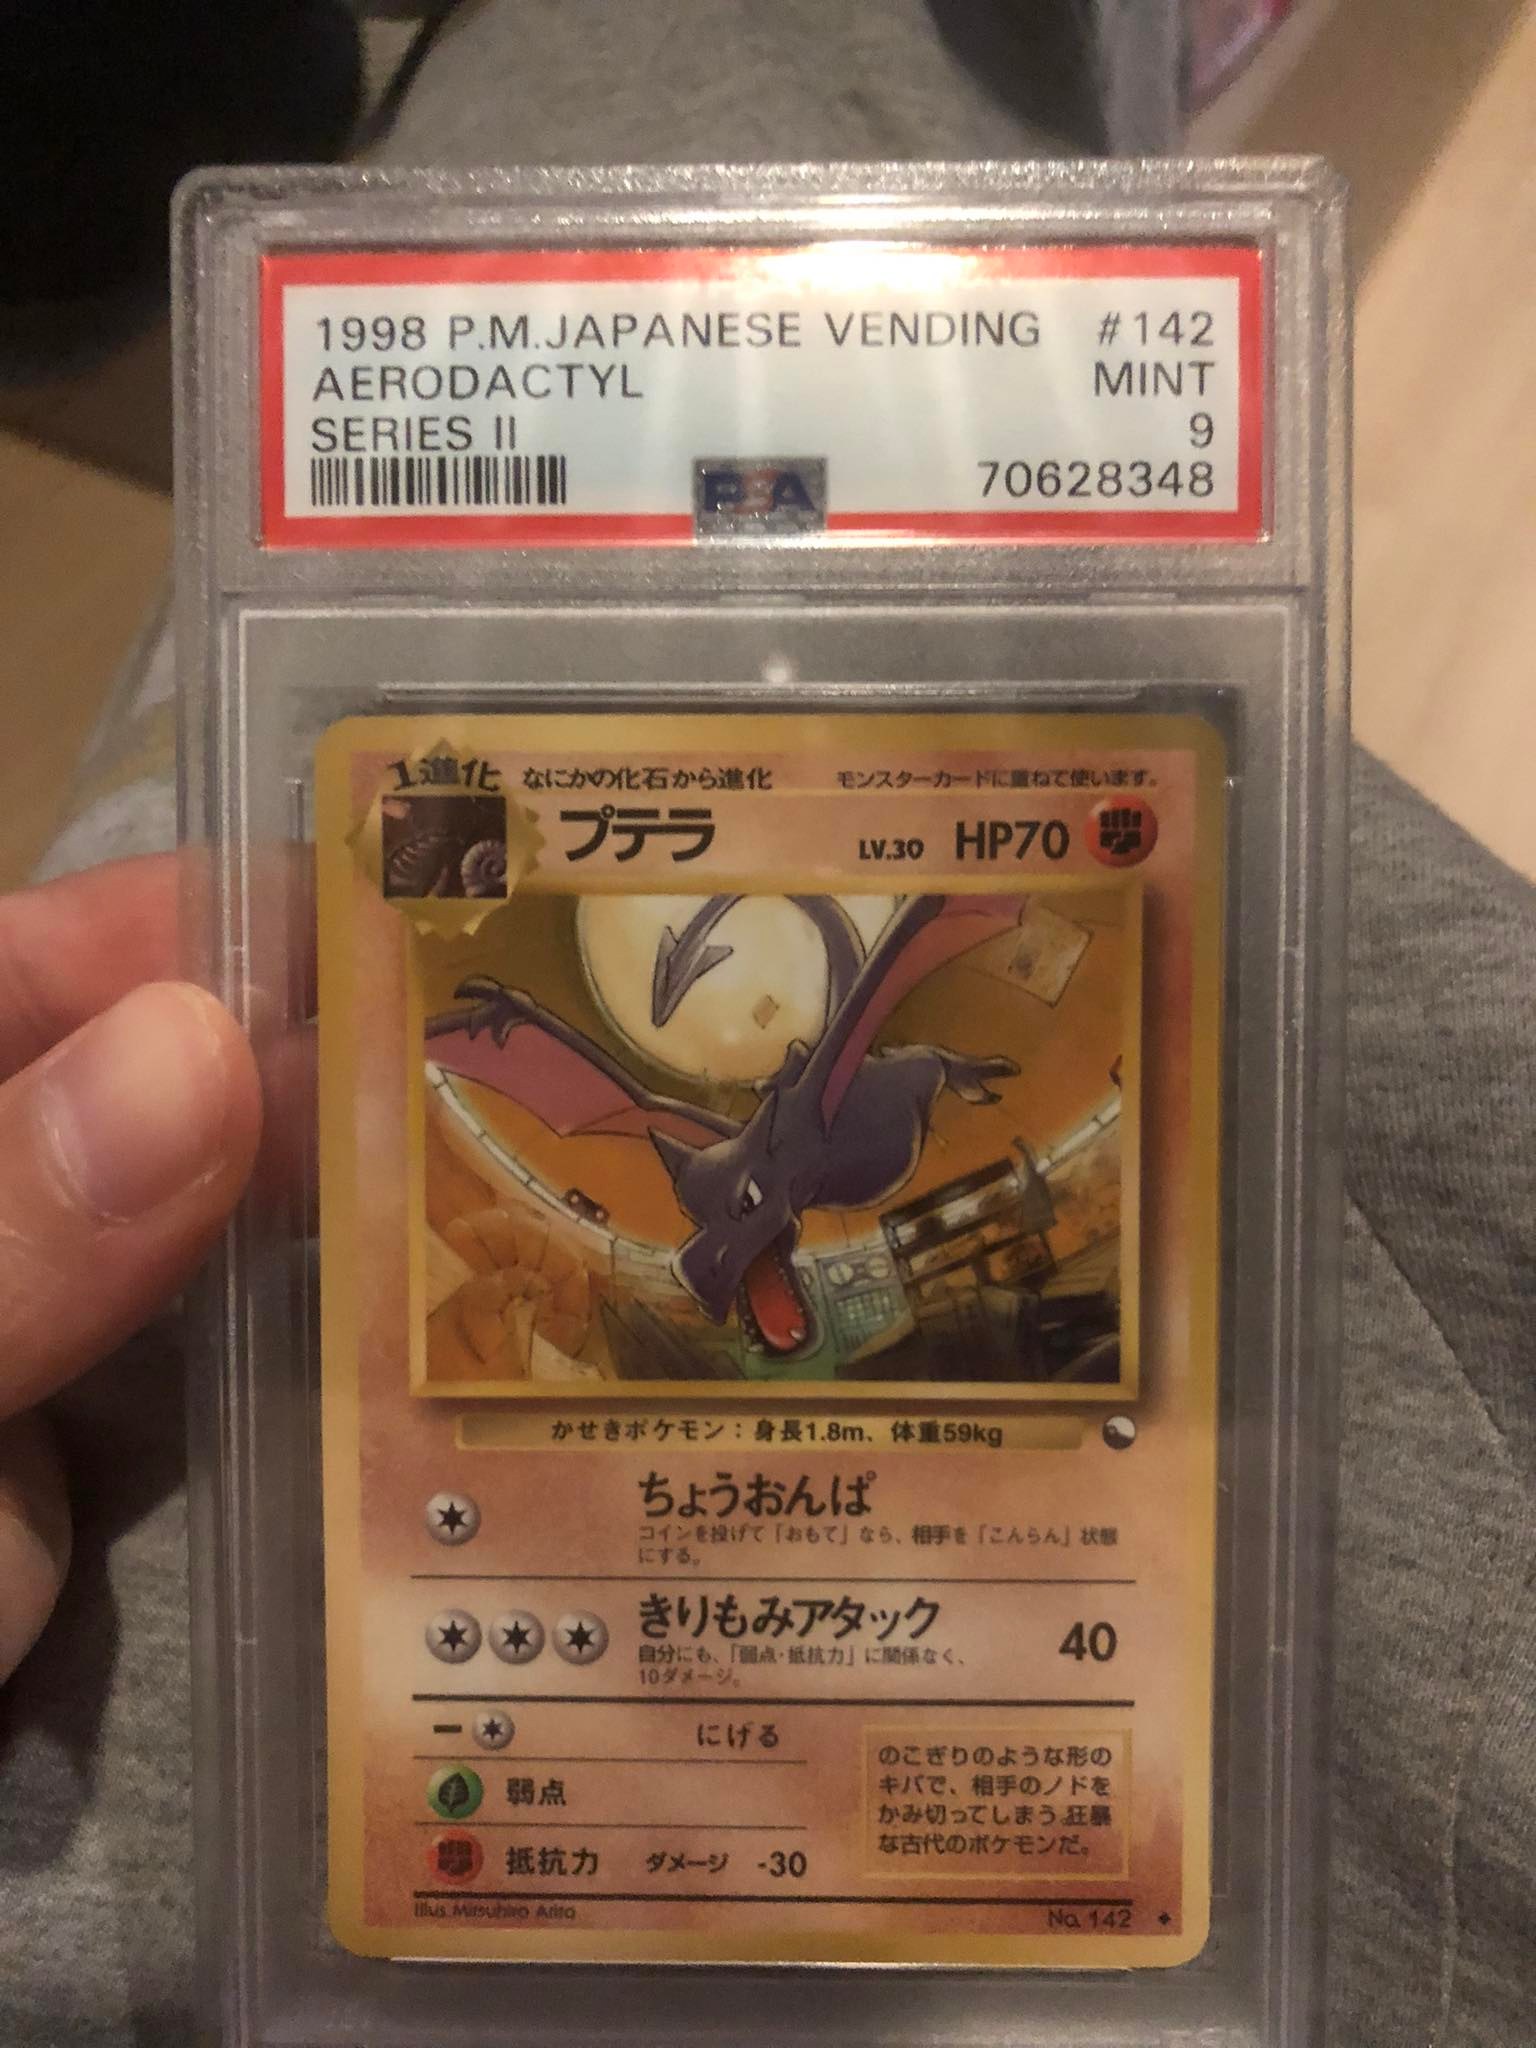 1998 P.M.JAPANESE VENDING #142
AERODACTYL MINT
SERIES II 9
PSA 70628348
1進化 なにかの化石から進化 モンスターカードに重ねて使います。
プテラ LV.30 HP70
かせきポケモン：身長1.8m、体重59kg
ちょうおんぱ
コインを投げて「おもて」なら、相手を「こんらん」状態
にする。
きりもみアタック 40
自分にも、「弱点・抵抗力」に関係なく、
10ダメージ。
にげる
弱点
抵抗力 ダメージ -30
のこぎりのような形の
キバで、相手のノドを
かみ切ってしまう狂暴
な古代のポケモンだ。
Illus. Mitsuhiro Arita No. 142